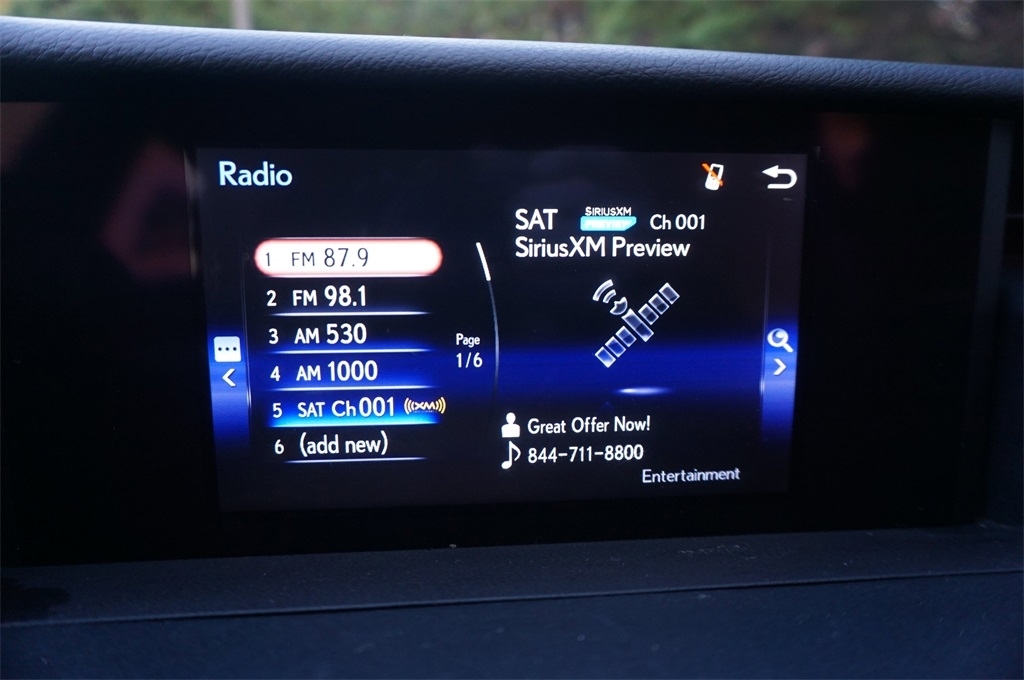 Radio
SAT SIRIUSXM Ch 001
SiriusXM Preview
1 FM 87.9
2 FM 98.1
3 AM 530
4 AM 1000
5 SAT Ch 001 ((XM))
6 (add new)
Page
1/6
Great Offer Now!
844-711-8800
Entertainment